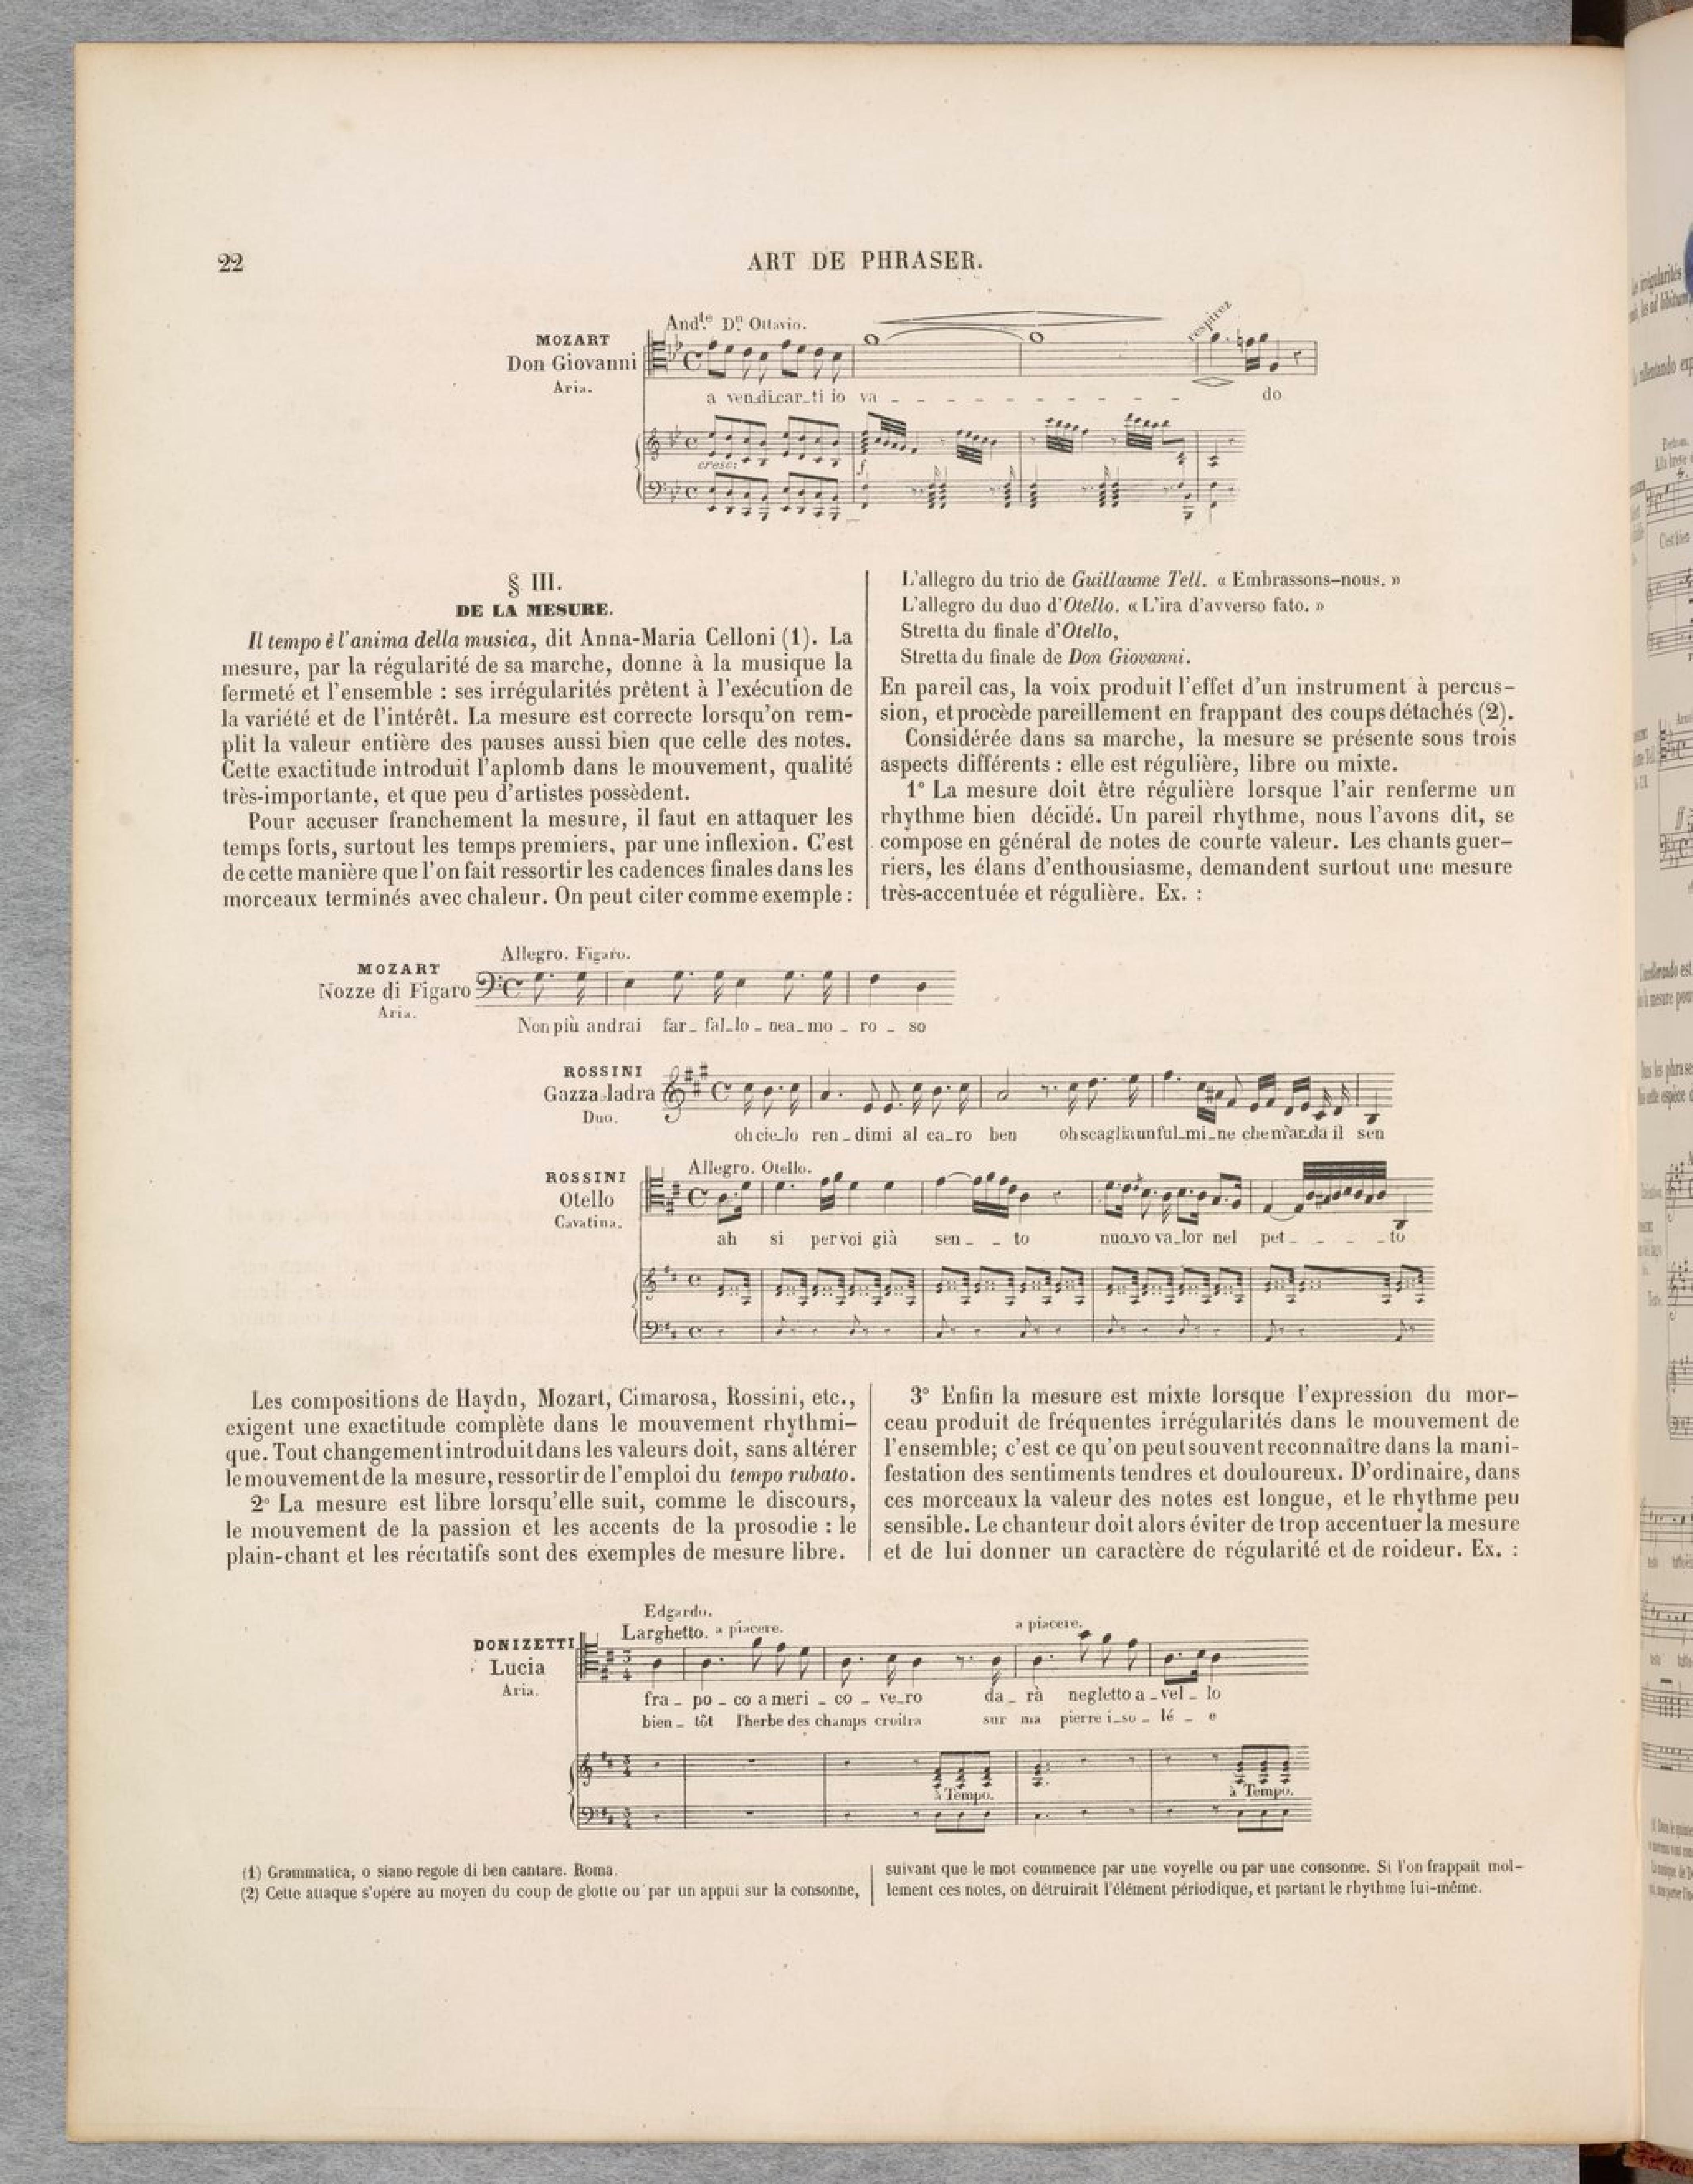 22
ART DE PHRASER.
Andte Dn Ottavio.
respirez
MOZART
Don Giovanni
Aria.
a vendicar_ti io va - - - - - - - - - - do
cresc:
f
§ III.
DE LA MESURE.
Il tempo è l'anima della musica, dit Anna-Maria Celloni (1). La
mesure, par la régularité de sa marche, donne à la musique la
fermeté et l'ensemble : ses irrégularités prêtent à l'exécution de
la variété et de l'intérêt. La mesure est correcte lorsqu'on rem-
plit la valeur entière des pauses aussi bien que celle des notes.
Cette exactitude introduit l'aplomb dans le mouvement, qualité
très-importante, et que peu d'artistes possèdent.
Pour accuser franchement la mesure, il faut en attaquer les
temps forts, surtout les temps premiers, par une inflexion. C'est
de cette manière que l'on fait ressortir les cadences finales dans les
morceaux terminés avec chaleur. On peut citer comme exemple :
L'allegro du trio de Guillaume Tell. « Embrassons-nous. »
L'allegro du duo d'Otello. « L'ira d'avverso fato. »
Stretta du finale d'Otello,
Stretta du finale de Don Giovanni.
En pareil cas, la voix produit l'effet d'un instrument à percus-
sion, et procède pareillement en frappant des coups détachés (2).
Considérée dans sa marche, la mesure se présente sous trois
aspects différents : elle est régulière, libre ou mixte.
1° La mesure doit être régulière lorsque l'air renferme un
rhythme bien décidé. Un pareil rhythme, nous l'avons dit, se
compose en général de notes de courte valeur. Les chants guer-
riers, les élans d'enthousiasme, demandent surtout une mesure
très-accentuée et régulière. Ex. :
Allegro. Figaro.
MOZART
Nozze di Figaro
Aria.
Non più andrai far_ fal_lo _ nea_ mo _ ro _ so
ROSSINI
Gazza ladra
Duo.
oh cie_lo ren _ dimi al ca_ro ben oh scaglia un ful_mi_ne che m'ar_da il sen
Allegro. Otello.
ROSSINI
Otello
Cavatina.
ah si per voi già sen_ - _ to nuo_vo va_lor nel pet_ - - - _ to
Les compositions de Haydn, Mozart, Cimarosa, Rossini, etc.,
exigent une exactitude complète dans le mouvement rhythmi-
que. Tout changement introduit dans les valeurs doit, sans altérer
le mouvement de la mesure, ressortir de l'emploi du tempo rubato.
2° La mesure est libre lorsqu'elle suit, comme le discours,
le mouvement de la passion et les accents de la prosodie : le
plain-chant et les récitatifs sont des exemples de mesure libre.
3° Enfin la mesure est mixte lorsque l'expression du mor-
ceau produit de fréquentes irrégularités dans le mouvement de
l'ensemble; c'est ce qu'on peut souvent reconnaître dans la mani-
festation des sentiments tendres et douloureux. D'ordinaire, dans
ces morceaux la valeur des notes est longue, et le rhythme peu
sensible. Le chanteur doit alors éviter de trop accentuer la mesure
et de lui donner un caractère de régularité et de roideur. Ex. :
Edgardo.
Larghetto. a piacere.
a piacere.
DONIZETTI
Lucia
Aria.
fra _ po _ co a meri _ co _ ve_ro da _ rà negletto a _ vel _ lo
bien _ tôt l'herbe des champs croîtra sur ma pierre i_so _ lé _ e
à Tempo.
à Tempo.
(1) Grammatica, o siano regole di ben cantare. Roma.
(2) Cette attaque s'opère au moyen du coup de glotte ou par un appui sur la consonne,
suivant que le mot commence par une voyelle ou par une consonne. Si l'on frappait mol-
lement ces notes, on détruirait l'élément périodique, et partant le rhythme lui-même.